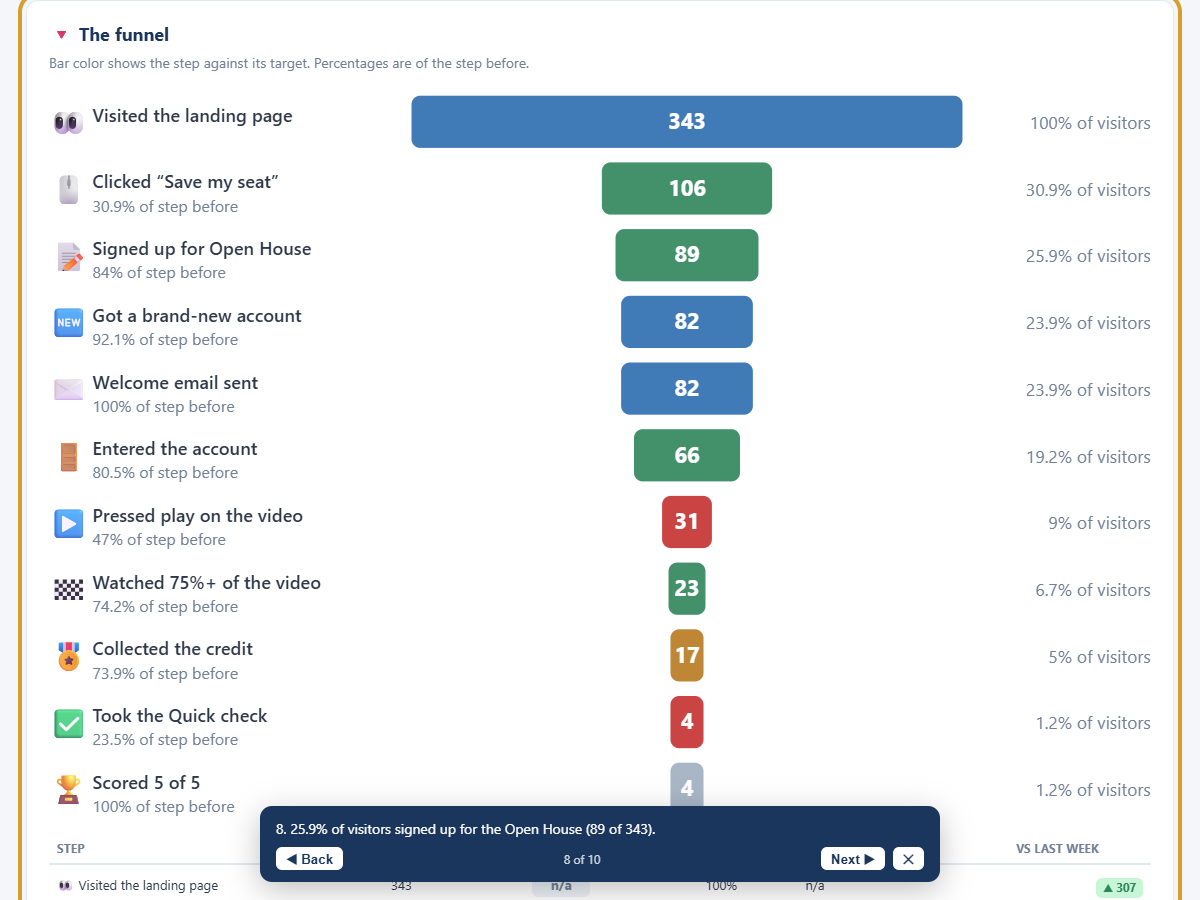 ▼ The funnel
Bar color shows the step against its target. Percentages are of the step before.
Visited the landing page 343 100% of visitors
Clicked “Save my seat” 106 30.9% of visitors
30.9% of step before
Signed up for Open House 89 25.9% of visitors
84% of step before
NEW Got a brand-new account 82 23.9% of visitors
92.1% of step before
Welcome email sent 82 23.9% of visitors
100% of step before
Entered the account 66 19.2% of visitors
80.5% of step before
Pressed play on the video 31 9% of visitors
47% of step before
Watched 75%+ of the video 23 6.7% of visitors
74.2% of step before
Collected the credit 17 5% of visitors
73.9% of step before
Took the Quick check 4 1.2% of visitors
23.5% of step before
Scored 5 of 5 4 1.2% of visitors
100% of step before
8. 25.9% of visitors signed up for the Open House (89 of 343).
◀ Back 8 of 10 Next ▶ ✕
STEP VS LAST WEEK
Visited the landing page 343 n/a 100% n/a ▲ 307